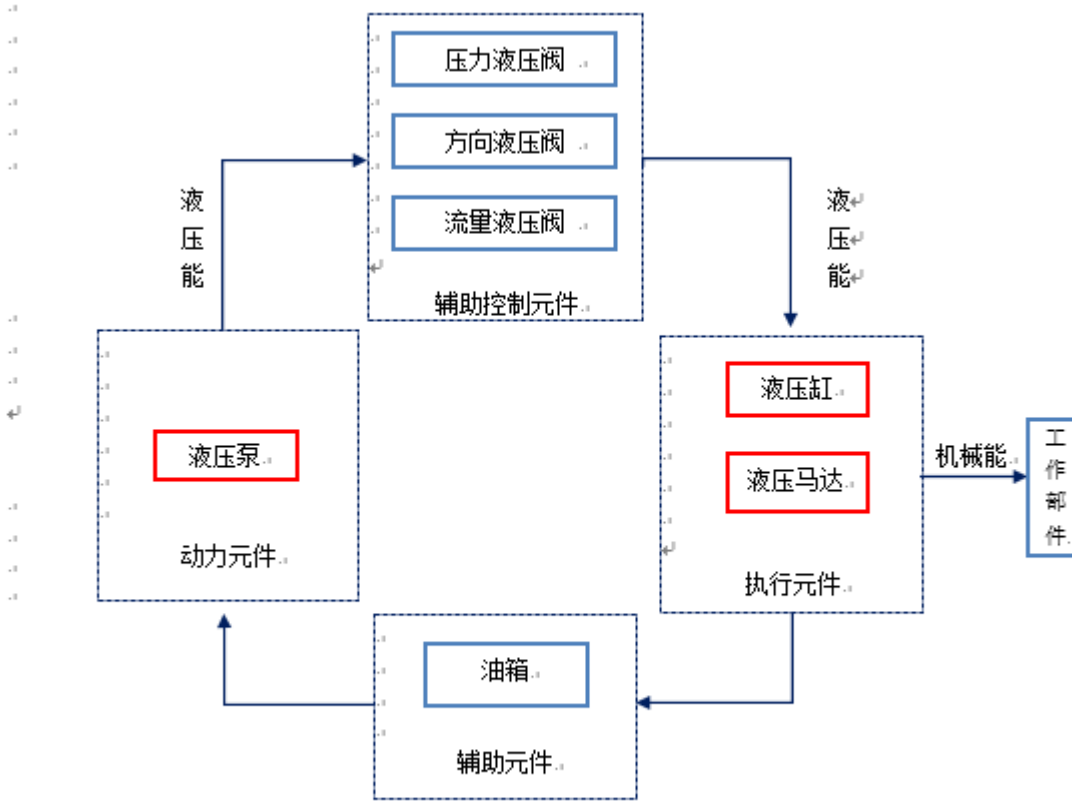 压力液压阀
方向液压阀
流量液压阀
辅助控制元件
液压能
液压能
液压泵
动力元件
液压缸
液压马达
执行元件
机械能
工作部件
油箱
辅助元件